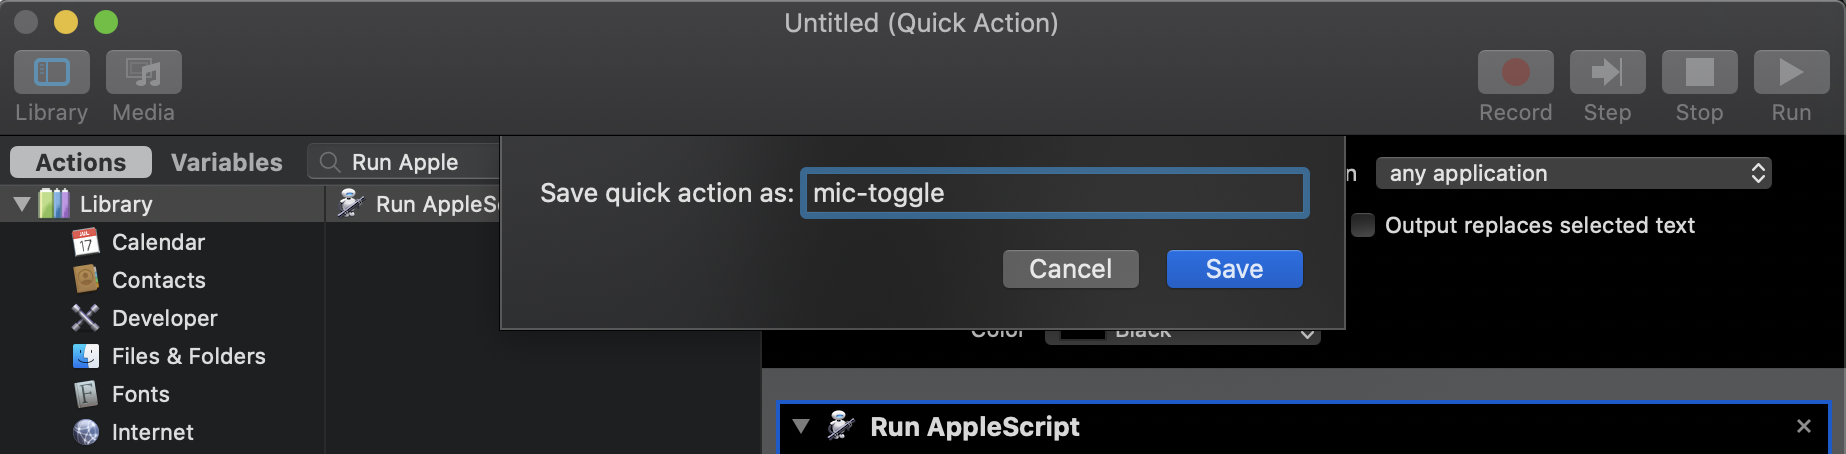 Untitled (Quick Action)
Library Media Record Step Stop Run
Actions Variables Run Apple
Save quick action as: mic-toggle
any application
Library
Run AppleSc
Calendar
Output replaces selected text
Cancel Save
Contacts
Developer
Color Black
Files & Folders
Fonts
Run AppleScript
Internet